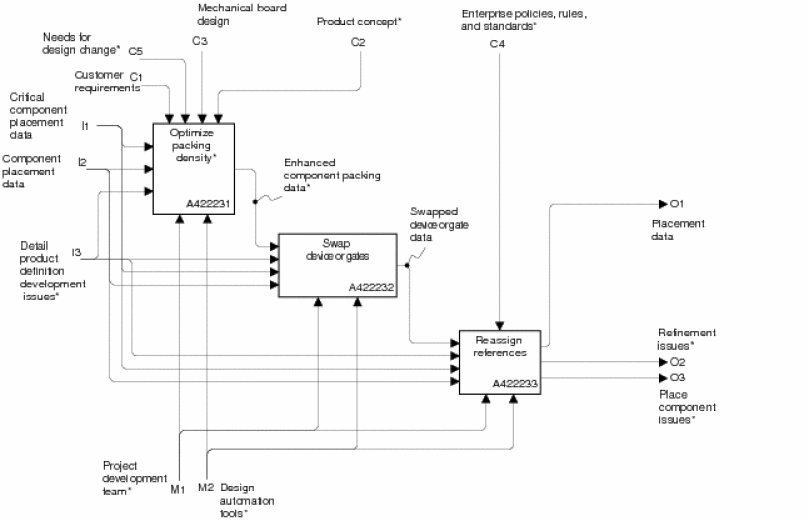 Mechanical board
design
C3
Product concept*
C2
Enterprise policies, rules,
and standards*
C4
Needs for
design change*
C5
Customer
requirements
C1
Critical
component
placement
data
I1
Component
placement
data
I2
Optimize
packing
density*
A422231
Enhanced
component packing
data*
Detail
product
definition
development
issues*
I3
Swap
device or gates
A422232
Swapped
device or gate
data
O1
Placement
data
Reassign
references
A422233
Refinement
issues*
O2
O3
Place
component
issues*
Project
development
team*
M1
M2
Design
automation
tools*